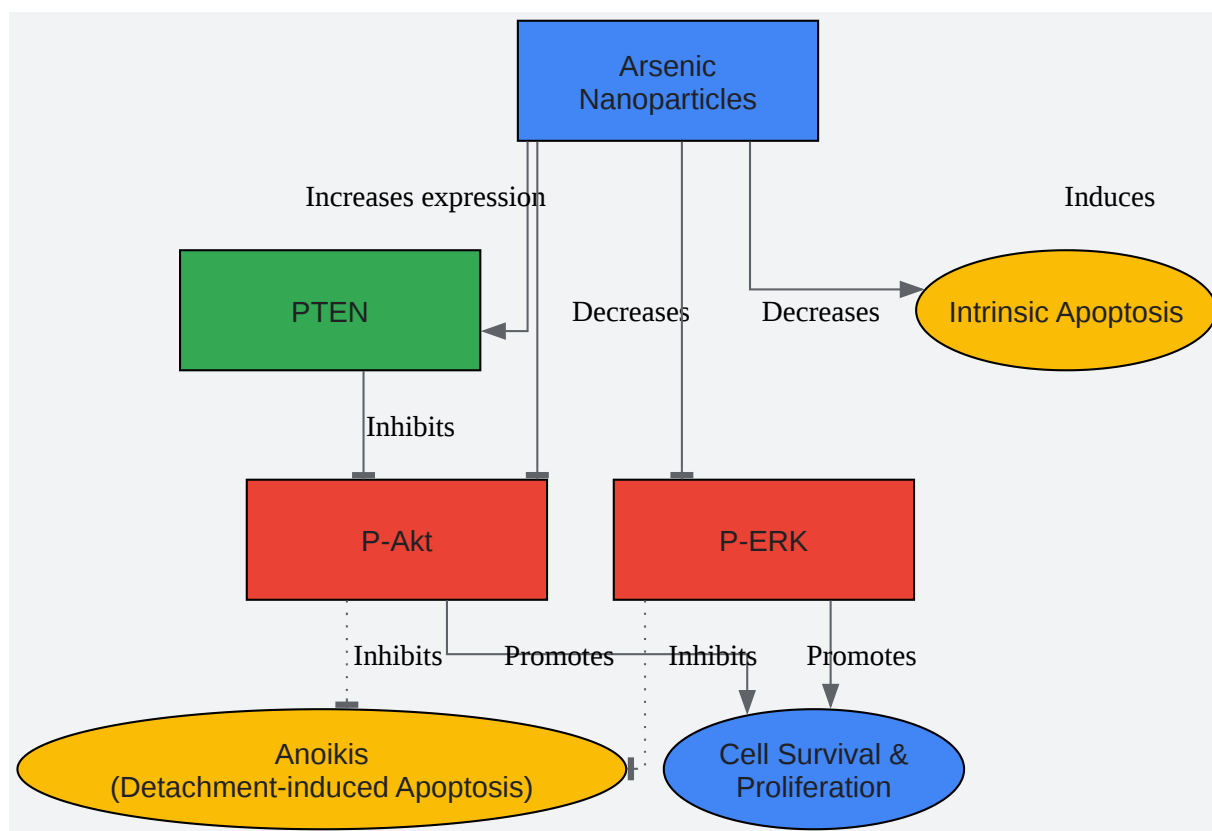 Arsenic
Nanoparticles
Increases expression
Induces
PTEN
Decreases
Decreases
Intrinsic Apoptosis
Inhibits
P-Akt
P-ERK
Inhibits
Promotes
Inhibits
Promotes
Anoikis
(Detachment-induced Apoptosis)
Cell Survival &
Proliferation